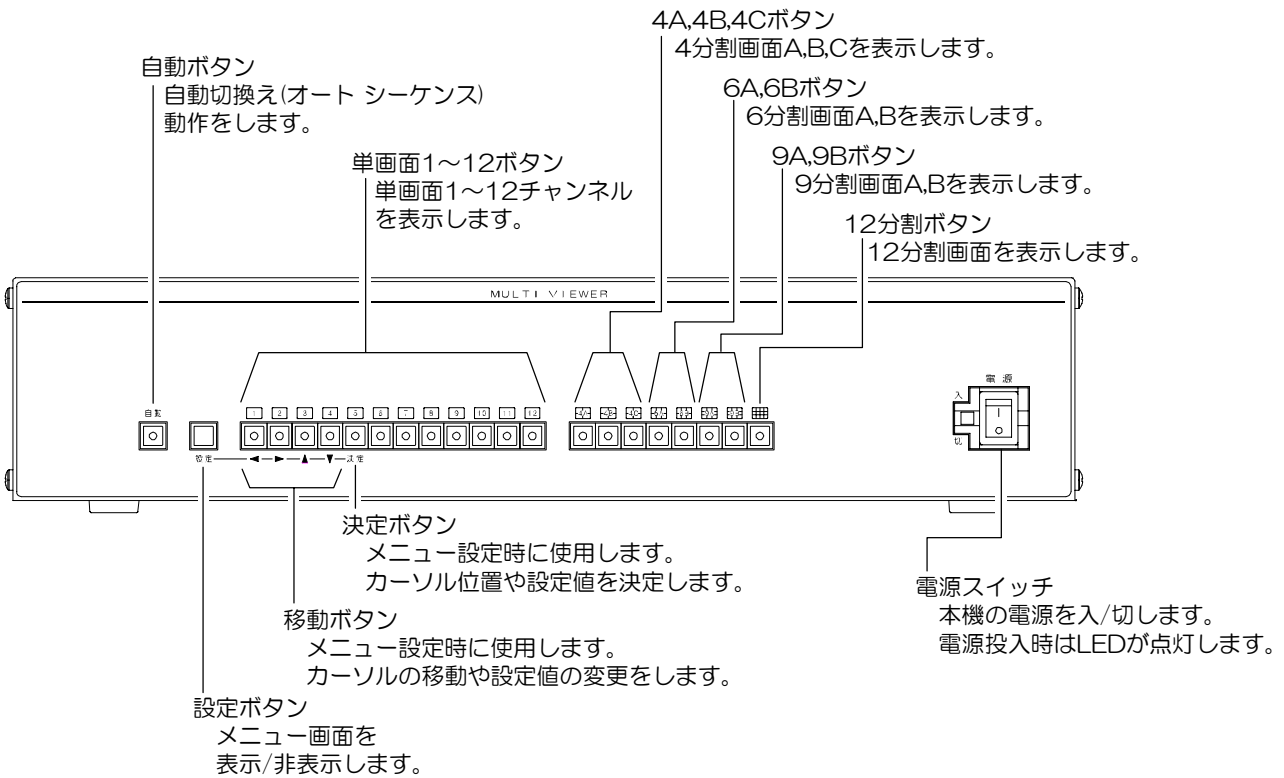 4A,4B,4Cボタン
4分割画面A,B,Cを表示します。
自動ボタン
自動切換え(オート シーケンス)
動作をします。
6A,6Bボタン
6分割画面A,Bを表示します。
単画面1～12ボタン
単画面1～12チャンネル
を表示します。
9A,9Bボタン
9分割画面A,Bを表示します。
12分割ボタン
12分割画面を表示します。
MULTI VIEWER
電 源
入
切
自動
1 2 3 4 5 6 7 8 9 10 11 12
設定 ◀ ▶ ▲ ▼ 決定
決定ボタン
メニュー設定時に使用します。
カーソル位置や設定値を決定します。
電源スイッチ
本機の電源を入/切します。
電源投入時はLEDが点灯します。
移動ボタン
メニュー設定時に使用します。
カーソルの移動や設定値の変更をします。
設定ボタン
メニュー画面を
表示/非表示します。